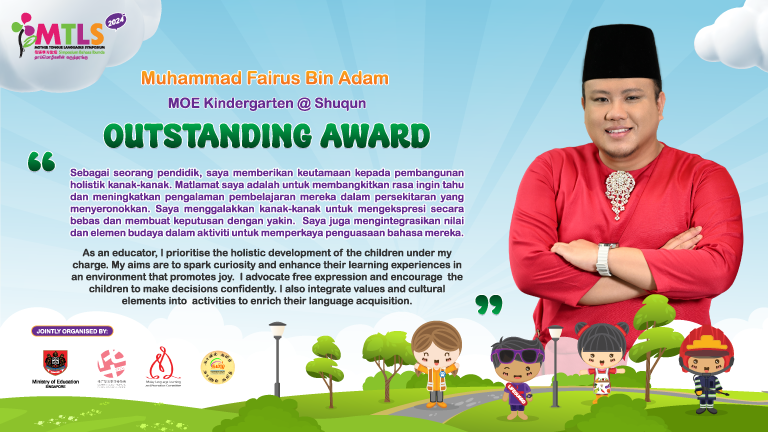 MTLS
2024
MOTHER TONGUE LANGUAGES SYMPOSIUM
Muhammad Fairus Bin Adam
MOE Kindergarten @ Shuqun
OUTSTANDING AWARD
“
Sebagai seorang pendidik, saya memberikan keutamaan kepada pembangunan
holistik kanak-kanak. Matlamat saya adalah untuk membangkitkan rasa ingin tahu
dan meningkatkan pengalaman pembelajaran mereka dalam persekitaran yang
menyeronokkan. Saya menggalakkan kanak-kanak untuk mengekspresi secara
bebas dan membuat keputusan dengan yakin. Saya juga mengintegrasikan nilai
dan elemen budaya dalam aktiviti untuk memperkaya penguasaan bahasa mereka.
As an educator, I prioritise the holistic development of the children under my
charge. My aims are to spark curiosity and enhance their learning experiences in
an environment that promotes joy. I advocate free expression and encourage the
children to make decisions confidently. I also integrate values and cultural
elements into activities to enrich their language acquisition.
”
JOINTLY ORGANISED BY:
Ministry of Education
SINGAPORE